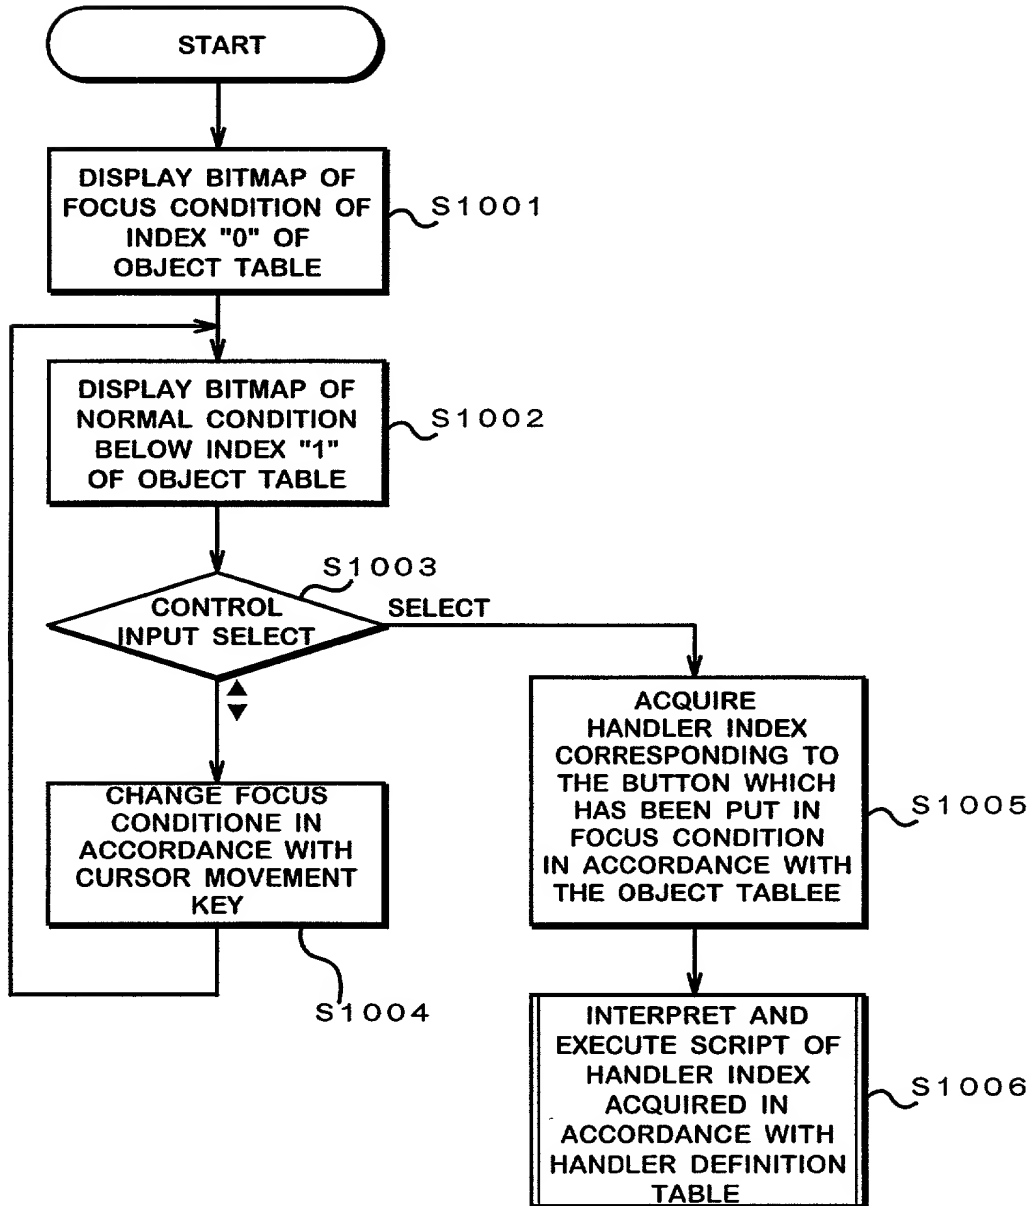 START
DISPLAY BITMAP OF
FOCUS CONDITION OF
INDEX "0" OF
OBJECT TABLE
S1001
DISPLAY BITMAP OF
NORMAL CONDITION
BELOW INDEX "1"
OF OBJECT TABLE
S1002
S1003
CONTROL
INPUT SELECT
SELECT
CHANGE FOCUS
CONDITIONE IN
ACCORDANCE WITH
CURSOR MOVEMENT
KEY
S1004
ACQUIRE
HANDLER INDEX
CORRESPONDING TO
THE BUTTON WHICH
HAS BEEN PUT IN
FOCUS CONDITION
IN ACCORDANCE WITH
THE OBJECT TABLEE
S1005
INTERPRET AND
EXECUTE SCRIPT OF
HANDLER INDEX
ACQUIRED IN
ACCORDANCE WITH
HANDLER DEFINITION
TABLE
S1006